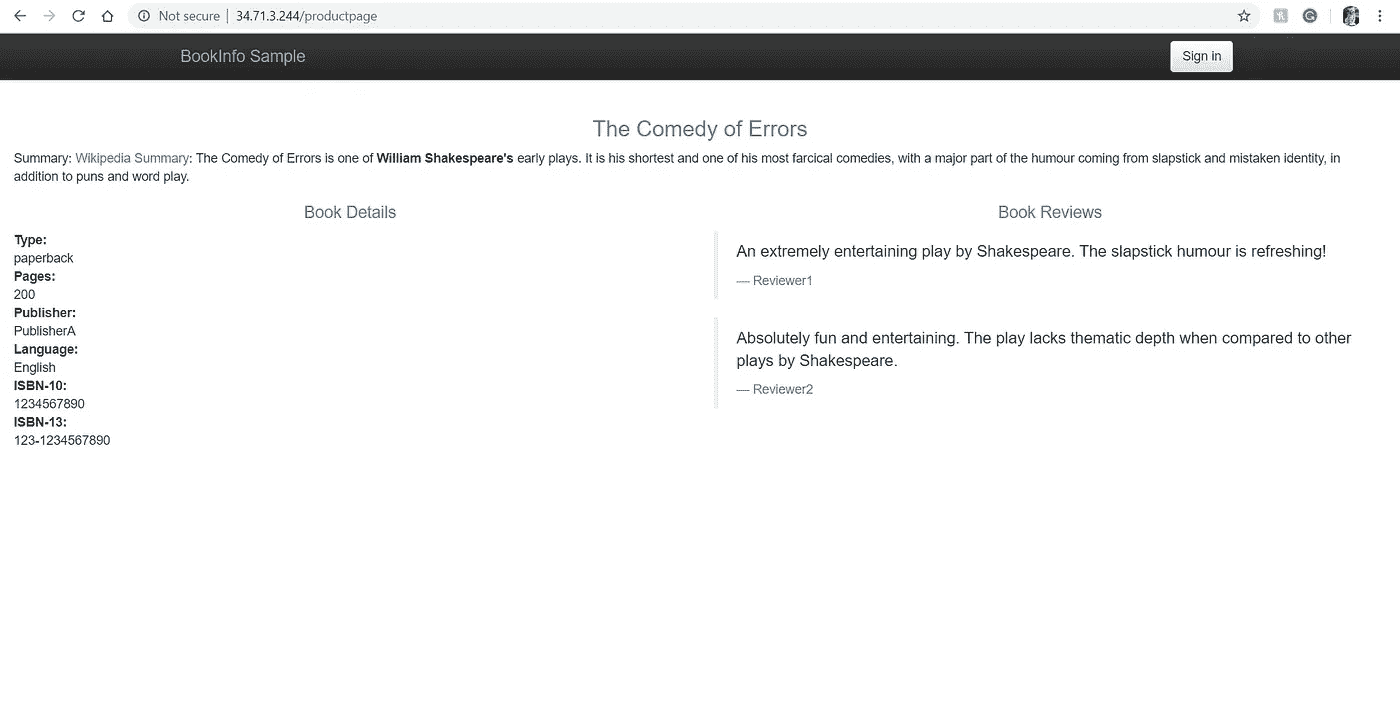 Not secure | 34.71.3.244/productpage
BookInfo Sample
Sign in
The Comedy of Errors
Summary: Wikipedia Summary: The Comedy of Errors is one of William Shakespeare's early plays. It is his shortest and one of his most farcical comedies, with a major part of the humour coming from slapstick and mistaken identity, in
addition to puns and word play.
Book Details
Type:
paperback
Pages:
200
Publisher:
PublisherA
Language:
English
ISBN-10:
1234567890
ISBN-13:
123-1234567890
Book Reviews
An extremely entertaining play by Shakespeare. The slapstick humour is refreshing!
— Reviewer1
Absolutely fun and entertaining. The play lacks thematic depth when compared to other
plays by Shakespeare.
— Reviewer2